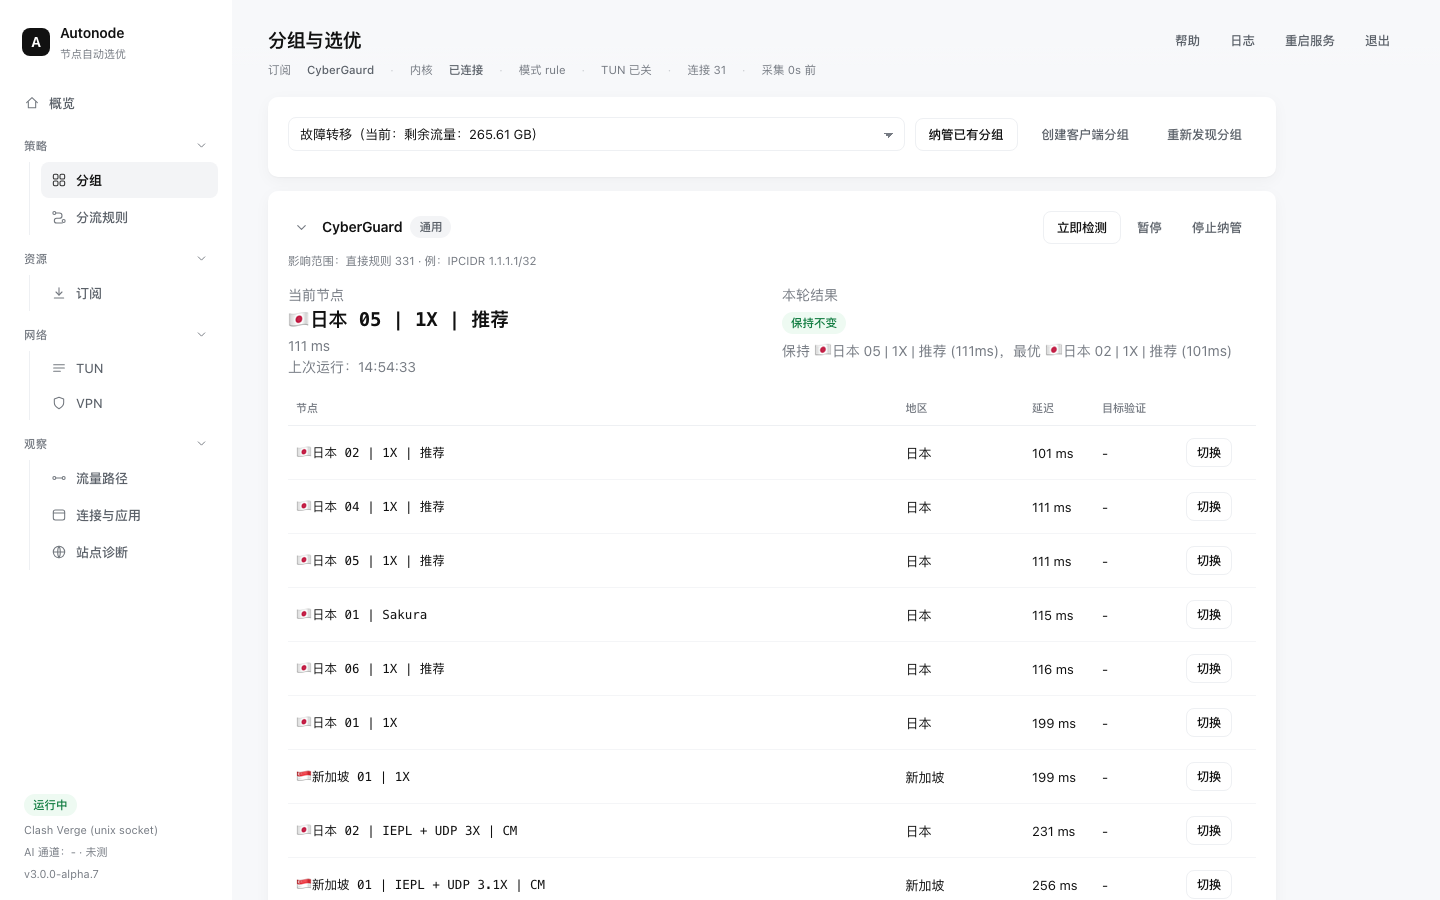 A
Autonode
节点自动选优
概览
策略
分组
分流规则
资源
订阅
网络
TUN
VPN
观察
流量路径
连接与应用
站点诊断
运行中
Clash Verge (unix socket)
AI 通道: - · 未测
v3.0.0-alpha.7
分组与选优
帮助 日志 重启服务 退出
订阅 CyberGaurd · 内核 已连接 · 模式 rule · TUN 已关 · 连接 31 · 采集 0s 前
故障转移（当前：剩余流量：265.61 GB） 纳管已有分组 创建客户端分组 重新发现分组
CyberGuard 通用 立即检测 暂停 停止纳管
影响范围：直接规则 331 · 例：IPCIDR 1.1.1.1/32
当前节点
🇯🇵日本 05 | 1X | 推荐
111 ms
上次运行：14:54:33
本轮结果
保持不变
保持 🇯🇵日本 05 | 1X | 推荐 (111ms)，最优 🇯🇵日本 02 | 1X | 推荐 (101ms)
节点 地区 延迟 目标验证
🇯🇵日本 02 | 1X | 推荐 日本 101 ms - 切换
🇯🇵日本 04 | 1X | 推荐 日本 111 ms - 切换
🇯🇵日本 05 | 1X | 推荐 日本 111 ms - 切换
🇯🇵日本 01 | Sakura 日本 115 ms - 切换
🇯🇵日本 06 | 1X | 推荐 日本 116 ms - 切换
🇯🇵日本 01 | 1X 日本 199 ms - 切换
🇸🇬新加坡 01 | 1X 新加坡 199 ms - 切换
🇯🇵日本 02 | IEPL + UDP 3X | CM 日本 231 ms - 切换
🇸🇬新加坡 01 | IEPL + UDP 3.1X | CM 新加坡 256 ms - 切换